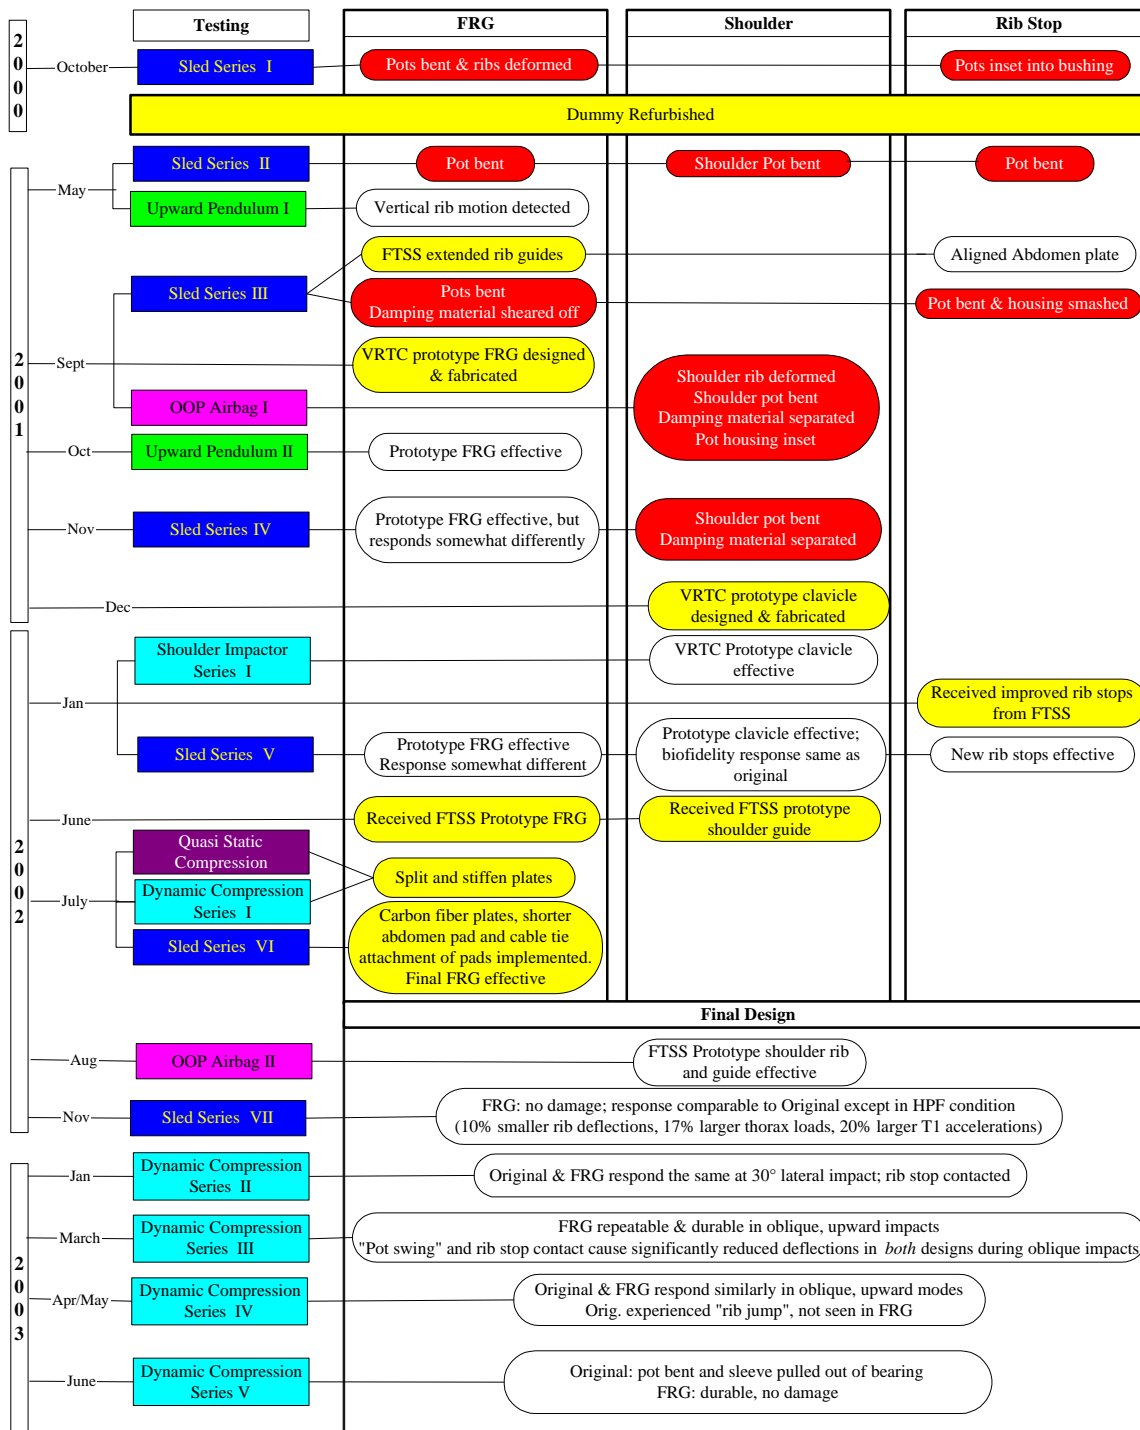 Testing
FRG
Shoulder
Rib Stop
2
0
0
0
October
Sled Series I
Pots bent & ribs deformed
Pots inset into bushing
Dummy Refurbished
2
0
0
1
May
Sled Series II
Pot bent
Shoulder Pot bent
Pot bent
Upward Pendulum I
Vertical rib motion detected
Sept
Sled Series III
FTSS extended rib guides
Aligned Abdomen plate
Pots bent
Damping material sheared off
Pot bent & housing smashed
VRTC prototype FRG designed
& fabricated
OOP Airbag I
Shoulder rib deformed
Shoulder pot bent
Damping material separated
Pot housing inset
Oct
Upward Pendulum II
Prototype FRG effective
Nov
Sled Series IV
Prototype FRG effective, but
responds somewhat differently
Shoulder pot bent
Damping material separated
Dec
VRTC prototype clavicle
designed & fabricated
2
0
0
2
Jan
Shoulder Impactor
Series I
VRTC Prototype clavicle
effective
Received improved rib stops
from FTSS
Sled Series V
Prototype FRG effective
Response somewhat different
Prototype clavicle effective;
biofidelity response same as
original
New rib stops effective
June
Received FTSS Prototype FRG
Received FTSS prototype
shoulder guide
July
Quasi Static
Compression
Split and stiffen plates
Dynamic Compression
Series I
Sled Series VI
Carbon fiber plates, shorter
abdomen pad and cable tie
attachment of pads implemented.
Final FRG effective
Final Design
Aug
OOP Airbag II
FTSS Prototype shoulder rib
and guide effective
Nov
Sled Series VII
FRG: no damage; response comparable to Original except in HPF condition
(10% smaller rib deflections, 17% larger thorax loads, 20% larger T1 accelerations)
2
0
0
3
Jan
Dynamic Compression
Series II
Original & FRG respond the same at 30° lateral impact; rib stop contacted
March
Dynamic Compression
Series III
FRG repeatable & durable in oblique, upward impacts
"Pot swing" and rib stop contact cause significantly reduced deflections in both designs during oblique impacts
Apr/May
Dynamic Compression
Series IV
Original & FRG respond similarly in oblique, upward modes
Orig. experienced "rib jump", not seen in FRG
June
Dynamic Compression
Series V
Original: pot bent and sleeve pulled out of bearing
FRG: durable, no damage